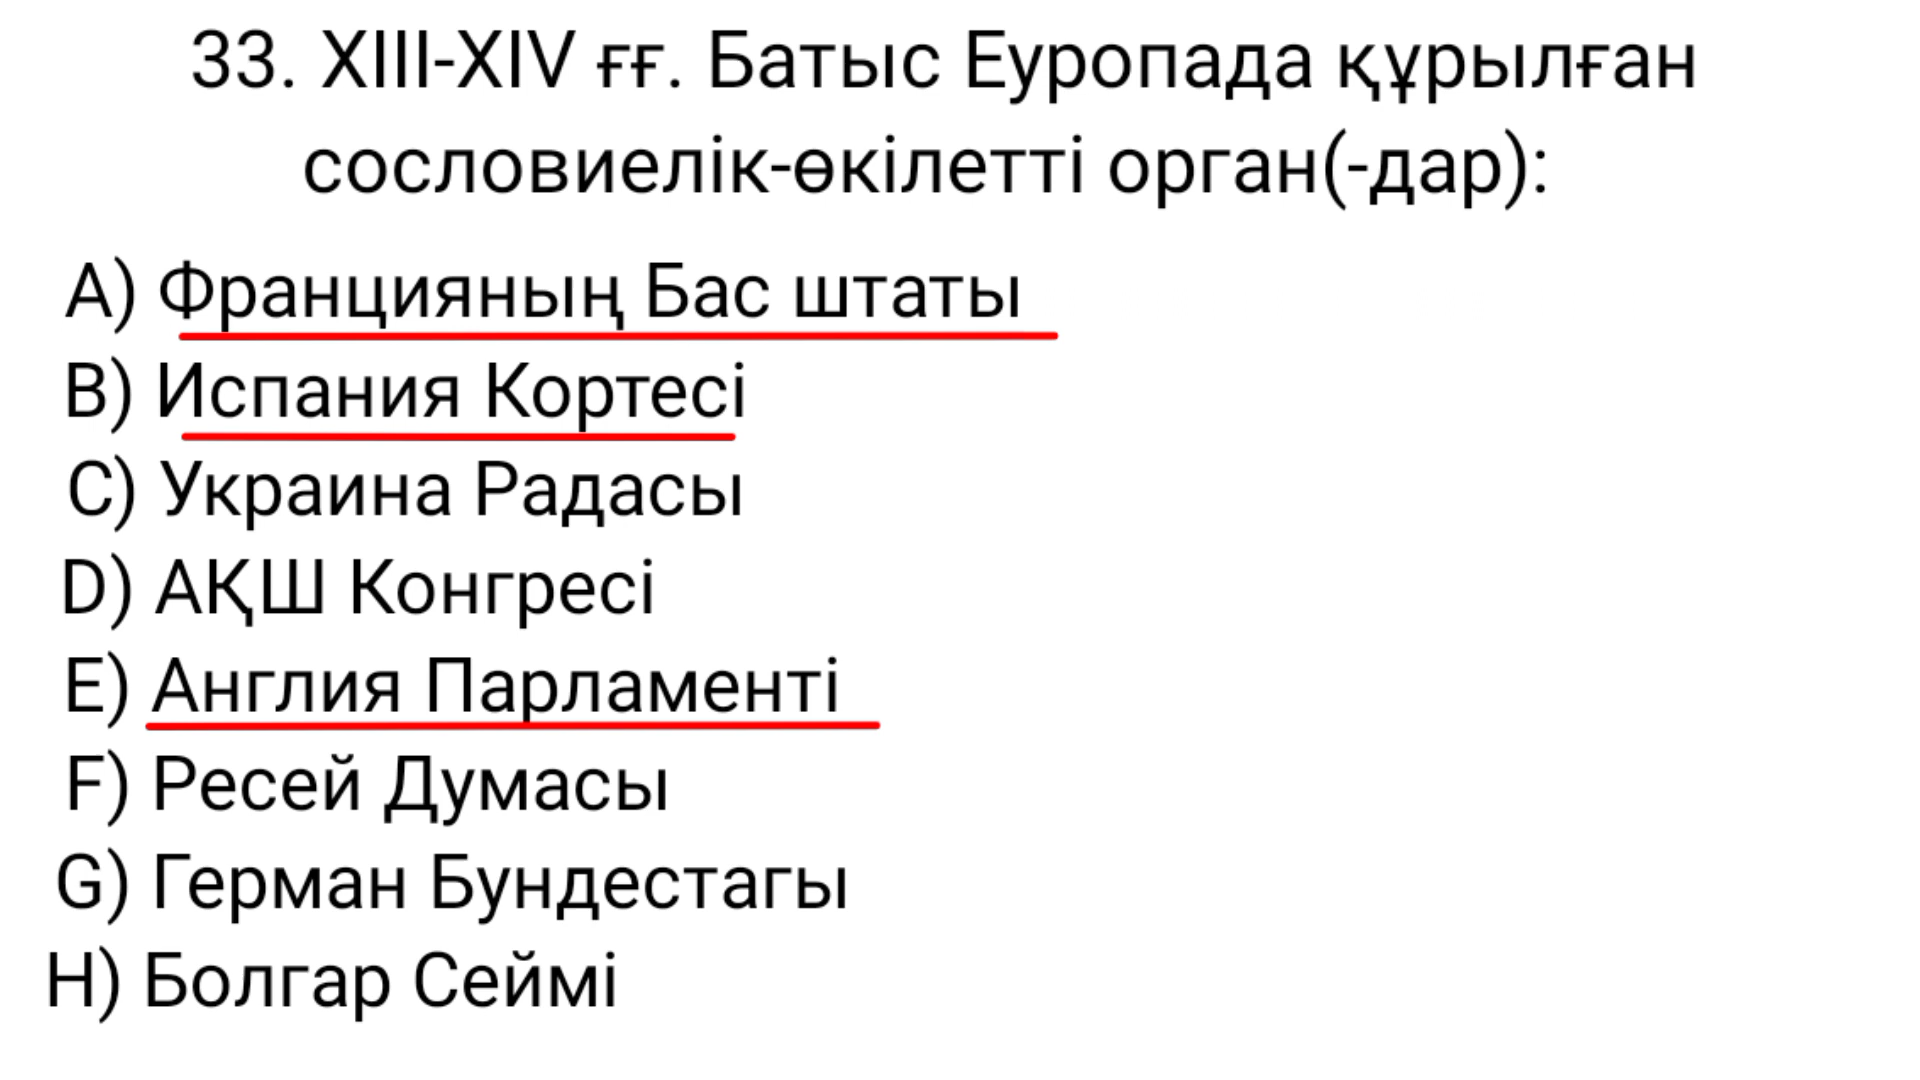 33. XIII-XIV ғғ. Батыс Еуропада құрылған
сословиелік-өкілетті орган(-дар):
A) Францияның Бас штаты
B) Испания Кортесі
C) Украина Радасы
D) АҚШ Конгресі
E) Англия Парламенті
F) Ресей Думасы
G) Герман Бундестагы
H) Болгар Сеймі